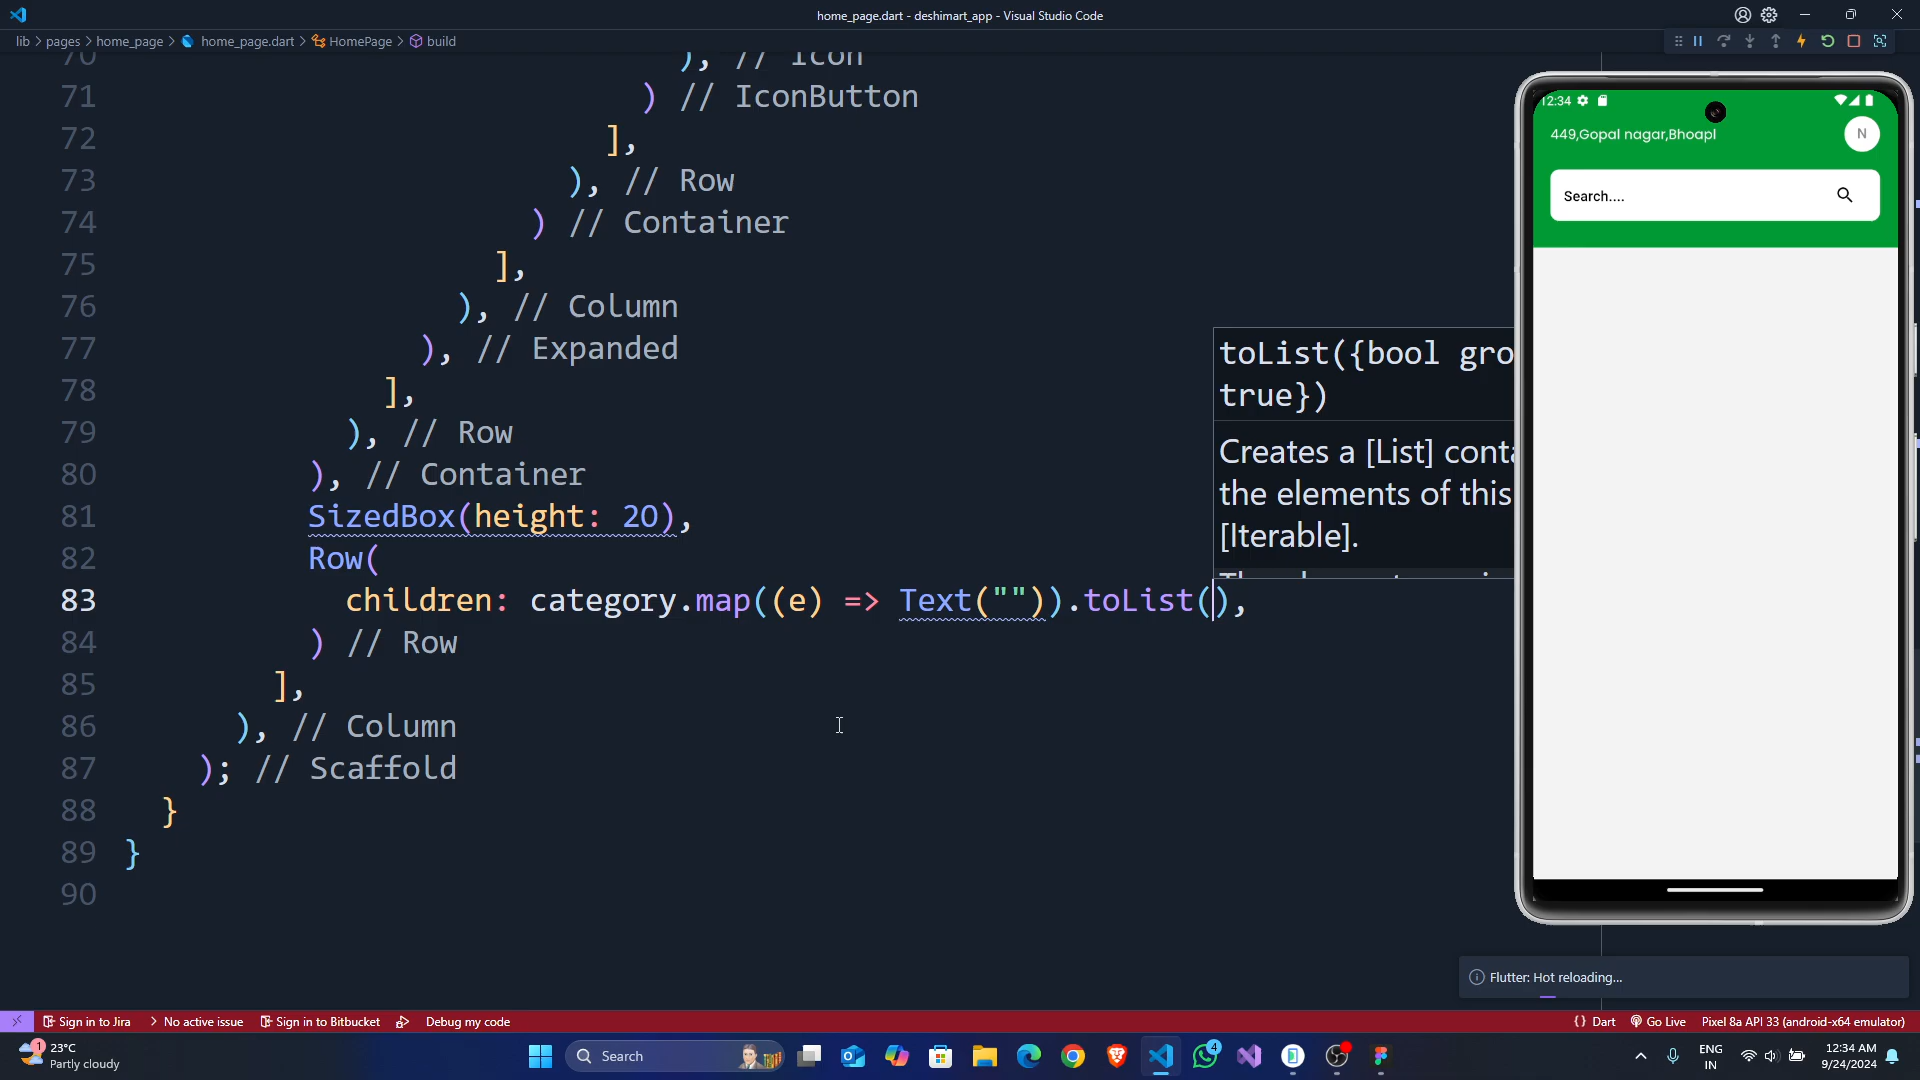 home_page.dart - deshimart_app - Visual Studio Code
lib > pages > home_page > home_page.dart > HomePage > build
70 ), // Icon
71 ) // IconButton
72 ],
73 ), // Row
74 ) // Container
75 ],
76 ), // Column
77 ), // Expanded
78 ],
79 ), // Row
80 ), // Container
81 SizedBox(height: 20),
82 Row(
83 children: category.map((e) => Text("")).toList(),
84 ) // Row
85 ],
86 ), // Column
87 ); // Scaffold
88 }
89 }
90
toList({bool gro
true})
Creates a [List] conta
the elements of this
[Iterable].
12:34
449,Gopal nagar,Bhoapl
N
Search....
Flutter: Hot reloading...
Sign in to Jira > No active issue Sign in to Bitbucket Debug my code
{} Dart Go Live Pixel 8a API 33 (android-x64 emulator)
1
23°C
Partly cloudy
Search
4
ENG
IN
12:34 AM
9/24/2024